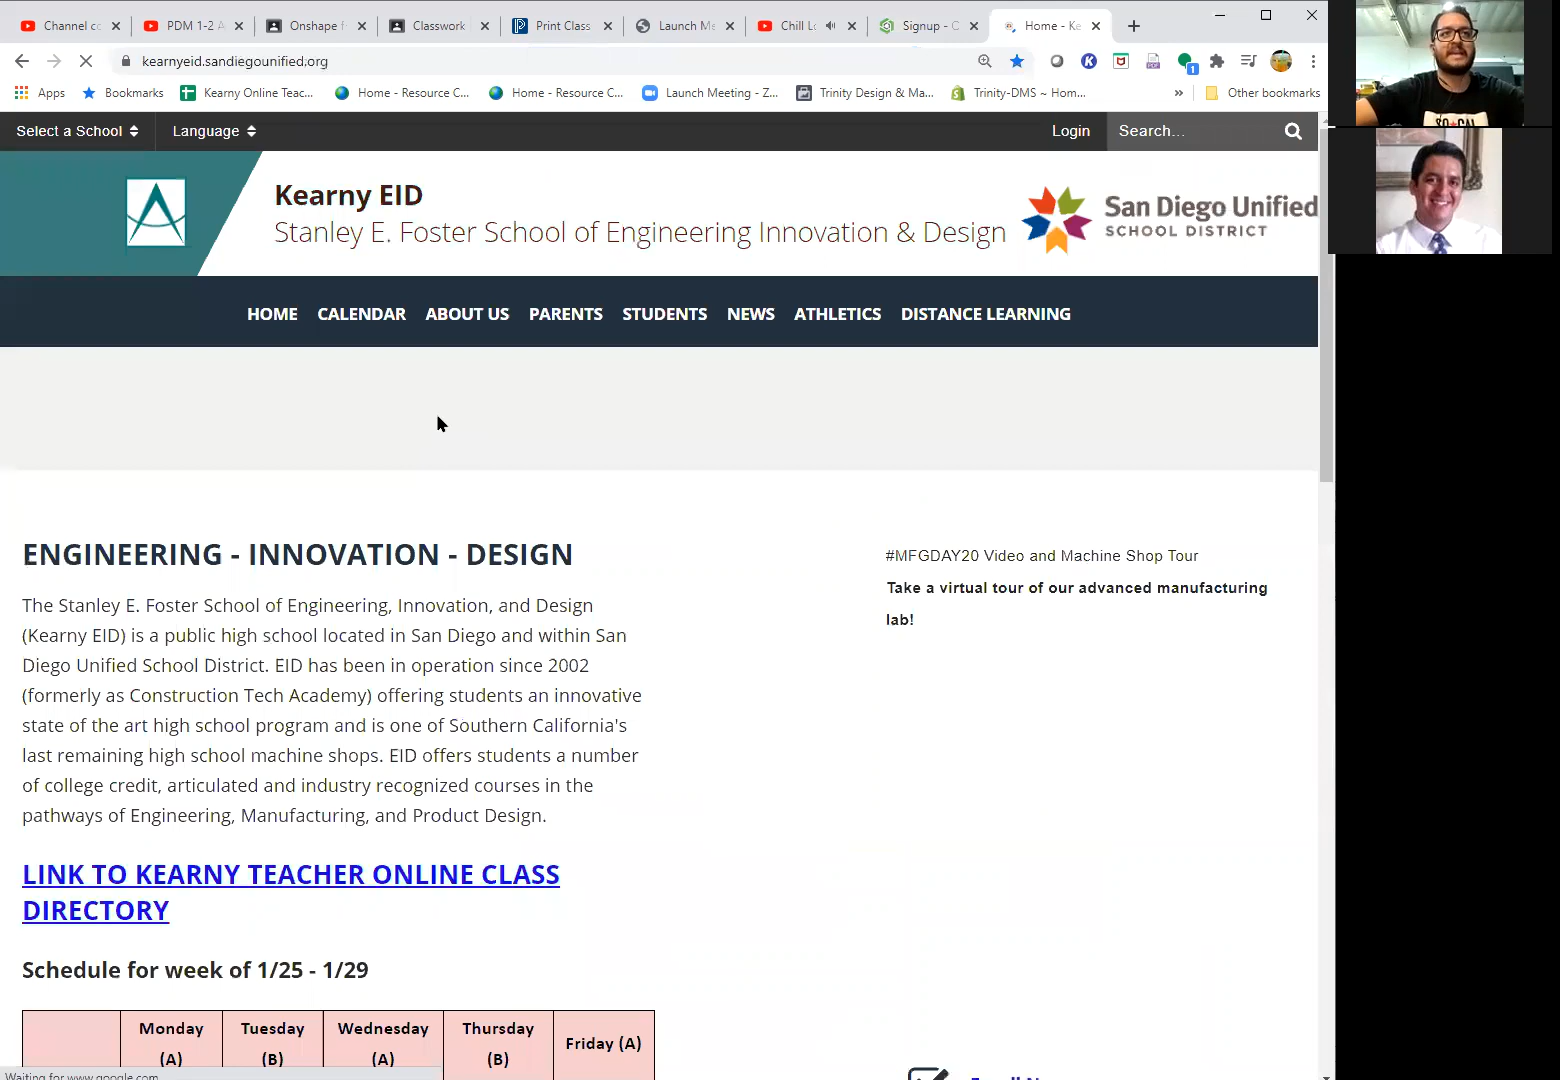 Channel cc
PDM 1-2 A
Onshape f
Classwork
Print Class
Launch Me
Chill Lo
Signup - C
Home - Ke
kearnyeid.sandiegounified.org
Apps
Bookmarks
Kearny Online Teac...
Home - Resource C...
Home - Resource C...
Launch Meeting - Z...
Trinity Design & Ma...
Trinity-DMS ~ Hom...
»
Other bookmarks
Select a School
Language
Login
Search...
Kearny EID
Stanley E. Foster School of Engineering Innovation & Design
San Diego Unified
SCHOOL DISTRICT
HOME CALENDAR ABOUT US PARENTS STUDENTS NEWS ATHLETICS DISTANCE LEARNING
ENGINEERING - INNOVATION - DESIGN
The Stanley E. Foster School of Engineering, Innovation, and Design
(Kearny EID) is a public high school located in San Diego and within San
Diego Unified School District. EID has been in operation since 2002
(formerly as Construction Tech Academy) offering students an innovative
state of the art high school program and is one of Southern California's
last remaining high school machine shops. EID offers students a number
of college credit, articulated and industry recognized courses in the
pathways of Engineering, Manufacturing, and Product Design.
#MFGDAY20 Video and Machine Shop Tour
Take a virtual tour of our advanced manufacturing
lab!
LINK TO KEARNY TEACHER ONLINE CLASS
DIRECTORY
Schedule for week of 1/25 - 1/29
Monday
(A)
Tuesday
(B)
Wednesday
(A)
Thursday
(B)
Friday (A)
Waiting for www.google.com